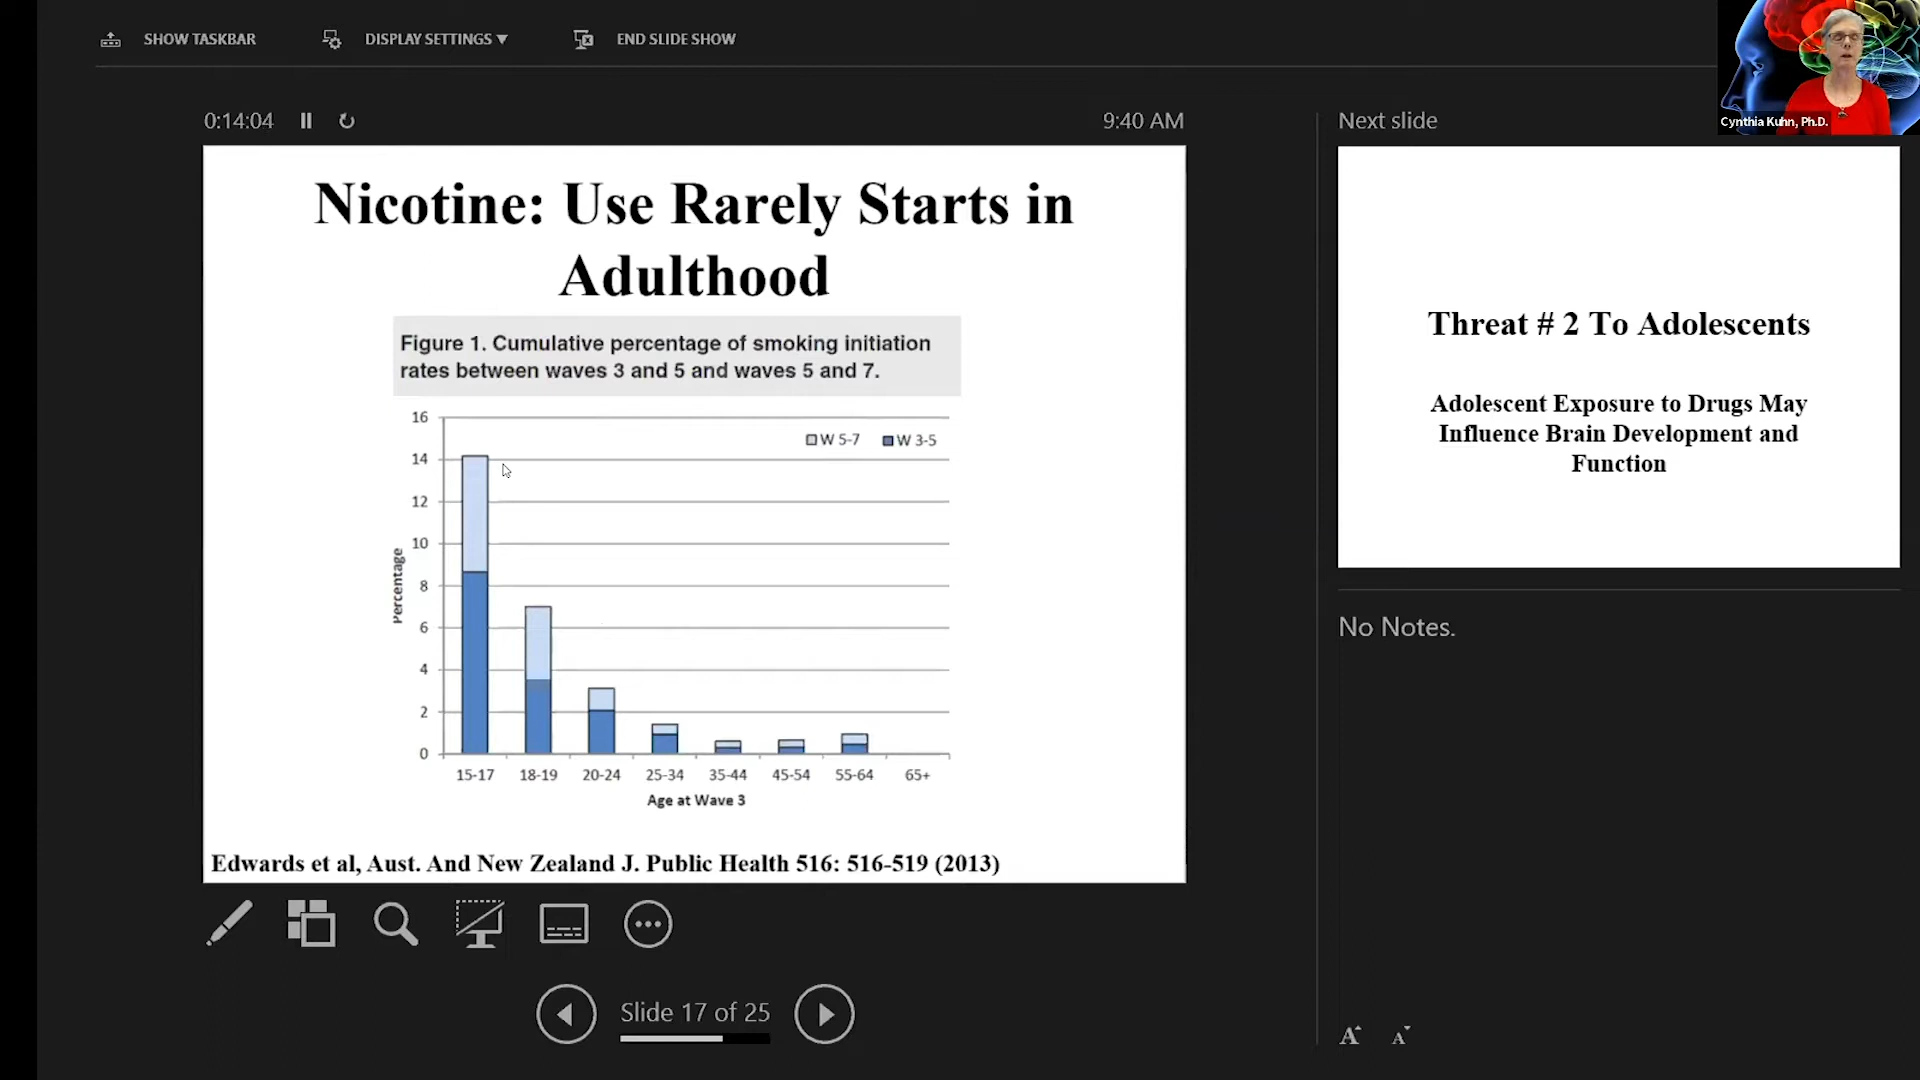 SHOW TASKBAR
DISPLAY SETTINGS ▾
END SLIDE SHOW
Cynthia Kuhn, Ph.D.
0:14:04
9:40 AM
Next slide
Nicotine: Use Rarely Starts in
Adulthood
Figure 1. Cumulative percentage of smoking initiation
rates between waves 3 and 5 and waves 5 and 7.
16
14
12
10
8
6
4
2
0
Percentage
W 5-7
W 3-5
15-17 18-19 20-24 25-34 35-44 45-54 55-64 65+
Age at Wave 3
Edwards et al, Aust. And New Zealand J. Public Health 516: 516-519 (2013)
Threat # 2 To Adolescents
Adolescent Exposure to Drugs May
Influence Brain Development and
Function
No Notes.
Slide 17 of 25
A A